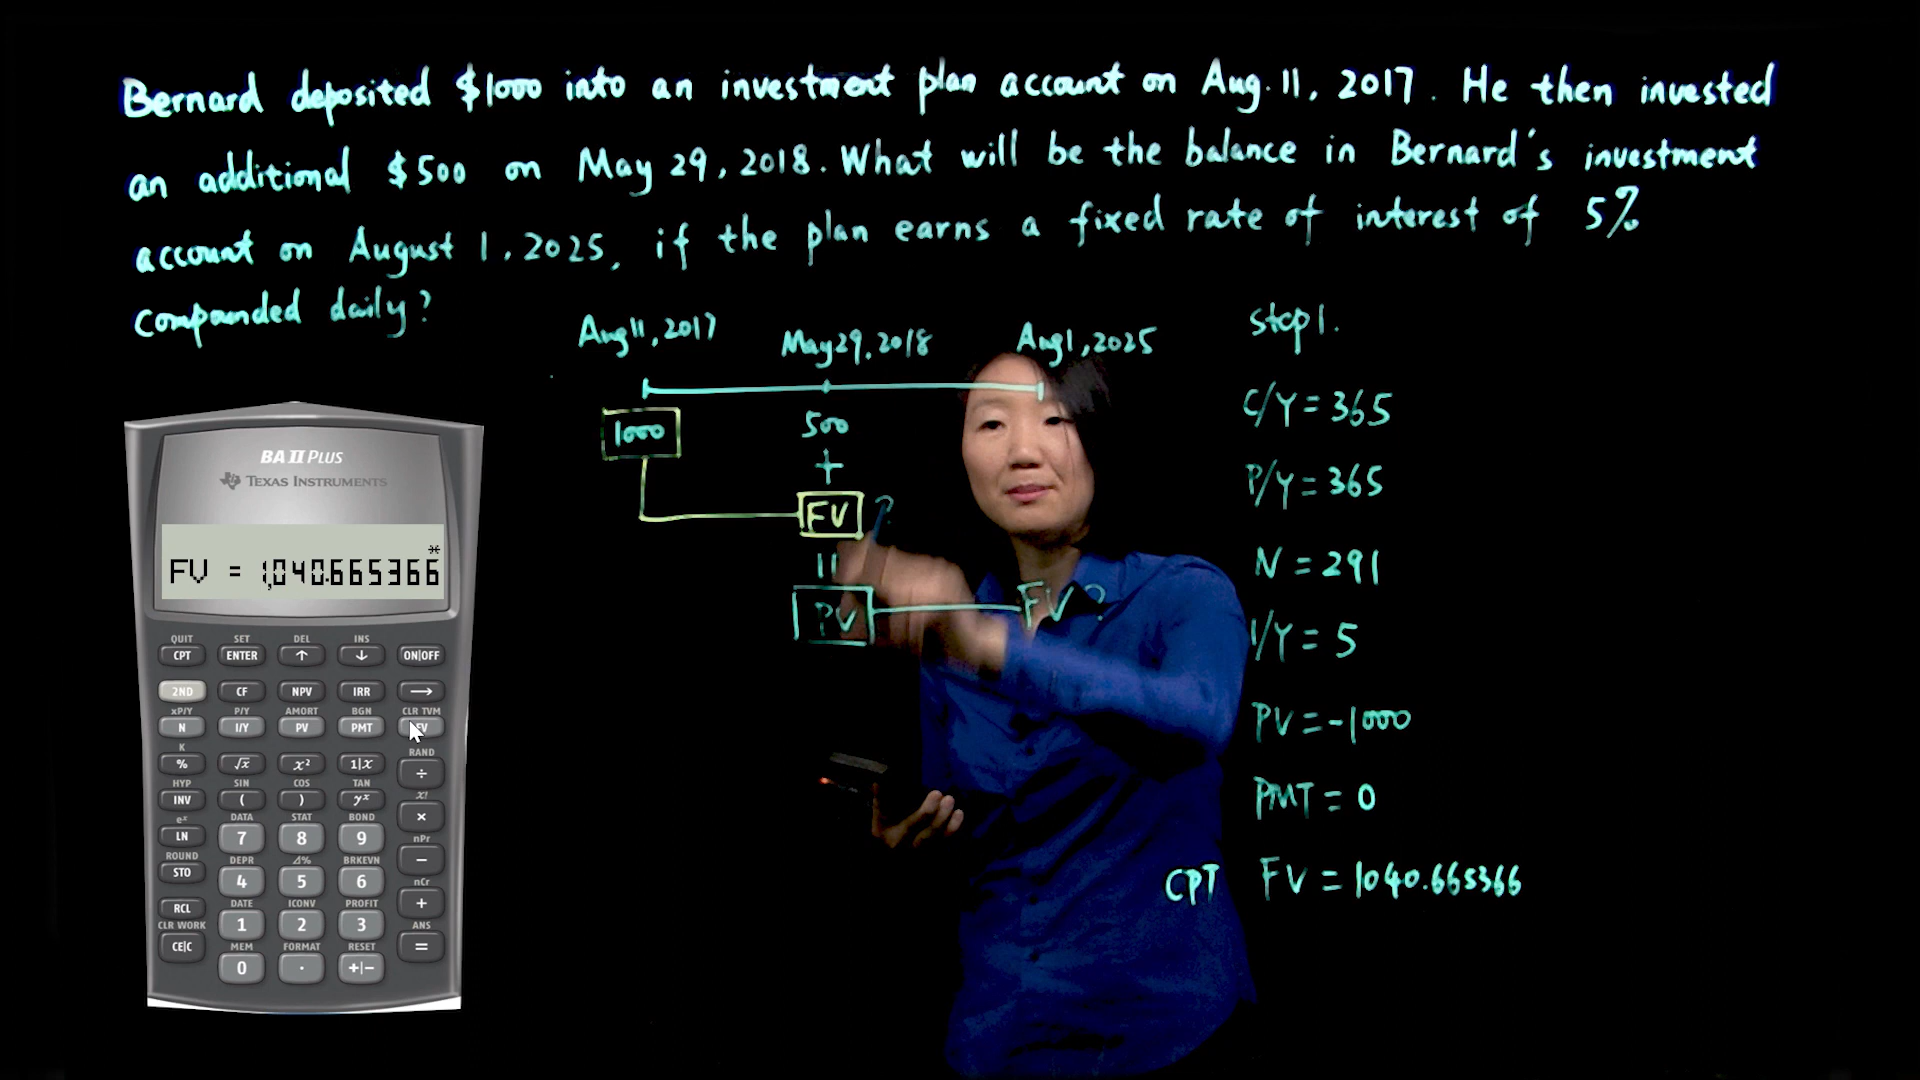 Bernard deposited $1000 into an investment plan account on Aug. 11, 2017. He then invested
an additional $500 on May 29, 2018. What will be the balance in Bernard's investment
account on August 1, 2025, if the plan earns a fixed rate of interest of 5%
compounded daily?
Aug 11, 2017 May 29, 2018 Aug 1, 2025
1000 500
+
FV ?
=
PV FV ?
step 1.
C/Y = 365
P/Y = 365
N = 291
I/Y = 5
PV = -1000
PMT = 0
CPT FV = 1040.665366
BA II PLUS
TEXAS INSTRUMENTS
*
FV = 1,040.665366
QUIT SET DEL INS
CPT ENTER ↑ ↓ ON|OFF
2ND CF NPV IRR →
xP/Y P/Y AMORT BGN CLR TVM
N I/Y PV PMT FV
K RAND
% √x x² 1|x ÷
HYP SIN COS TAN x!
INV ( ) yˣ ×
eˣ DATA STAT BOND nPr
LN 7 8 9 −
ROUND DEPR Δ% BRKEVN nCr
STO 4 5 6 +
DATE ICONV PROFIT ANS
RCL 1 2 3 =
CLR WORK MEM FORMAT RESET
CE|C 0 . +|−